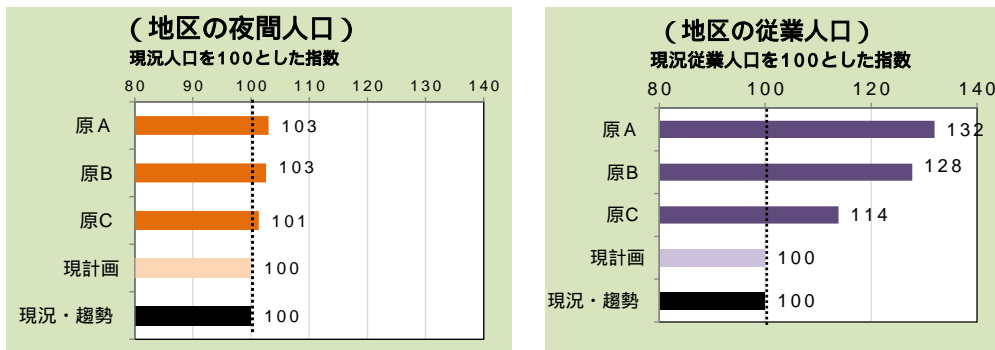 (地区の夜間人口)
現況人口を100とした指数
80 90 100 110 120 130 140
原A 103
原B 103
原C 101
現計画 100
現況・趨勢 100
(地区の従業人口)
現況従業人口を100とした指数
80 100 120 140
原A 132
原B 128
原C 114
現計画 100
現況・趨勢 100